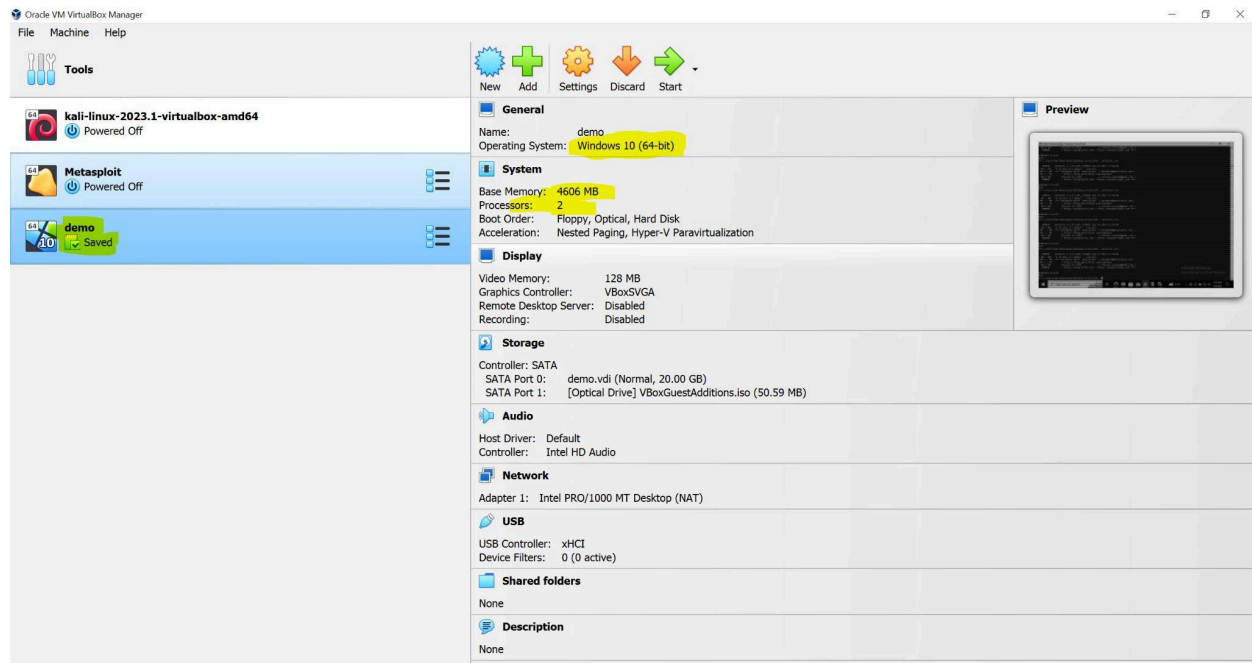 Oracle VM VirtualBox Manager
File Machine Help
Tools
New Add Settings Discard Start
64
kali-linux-2023.1-virtualbox-amd64
Powered Off
64
Metasploit
Powered Off
64
10
demo
Saved
General
Name: demo
Operating System: Windows 10 (64-bit)
System
Base Memory: 4606 MB
Processors: 2
Boot Order: Floppy, Optical, Hard Disk
Acceleration: Nested Paging, Hyper-V Paravirtualization
Display
Video Memory: 128 MB
Graphics Controller: VBoxSVGA
Remote Desktop Server: Disabled
Recording: Disabled
Storage
Controller: SATA
SATA Port 0: demo.vdi (Normal, 20.00 GB)
SATA Port 1: [Optical Drive] VBoxGuestAdditions.iso (50.59 MB)
Audio
Host Driver: Default
Controller: Intel HD Audio
Network
Adapter 1: Intel PRO/1000 MT Desktop (NAT)
USB
USB Controller: xHCI
Device Filters: 0 (0 active)
Shared folders
None
Description
None
Preview